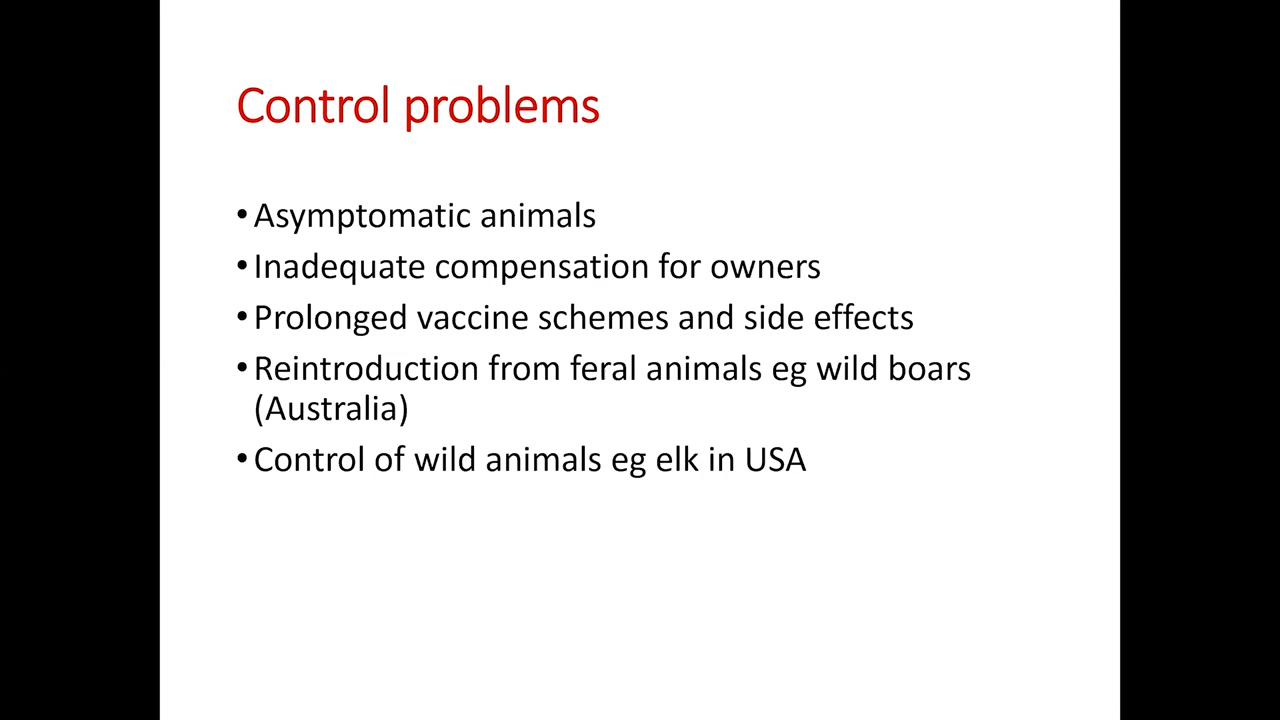 Control problems
• Asymptomatic animals
• Inadequate compensation for owners
• Prolonged vaccine schemes and side effects
• Reintroduction from feral animals eg wild boars
(Australia)
• Control of wild animals eg elk in USA